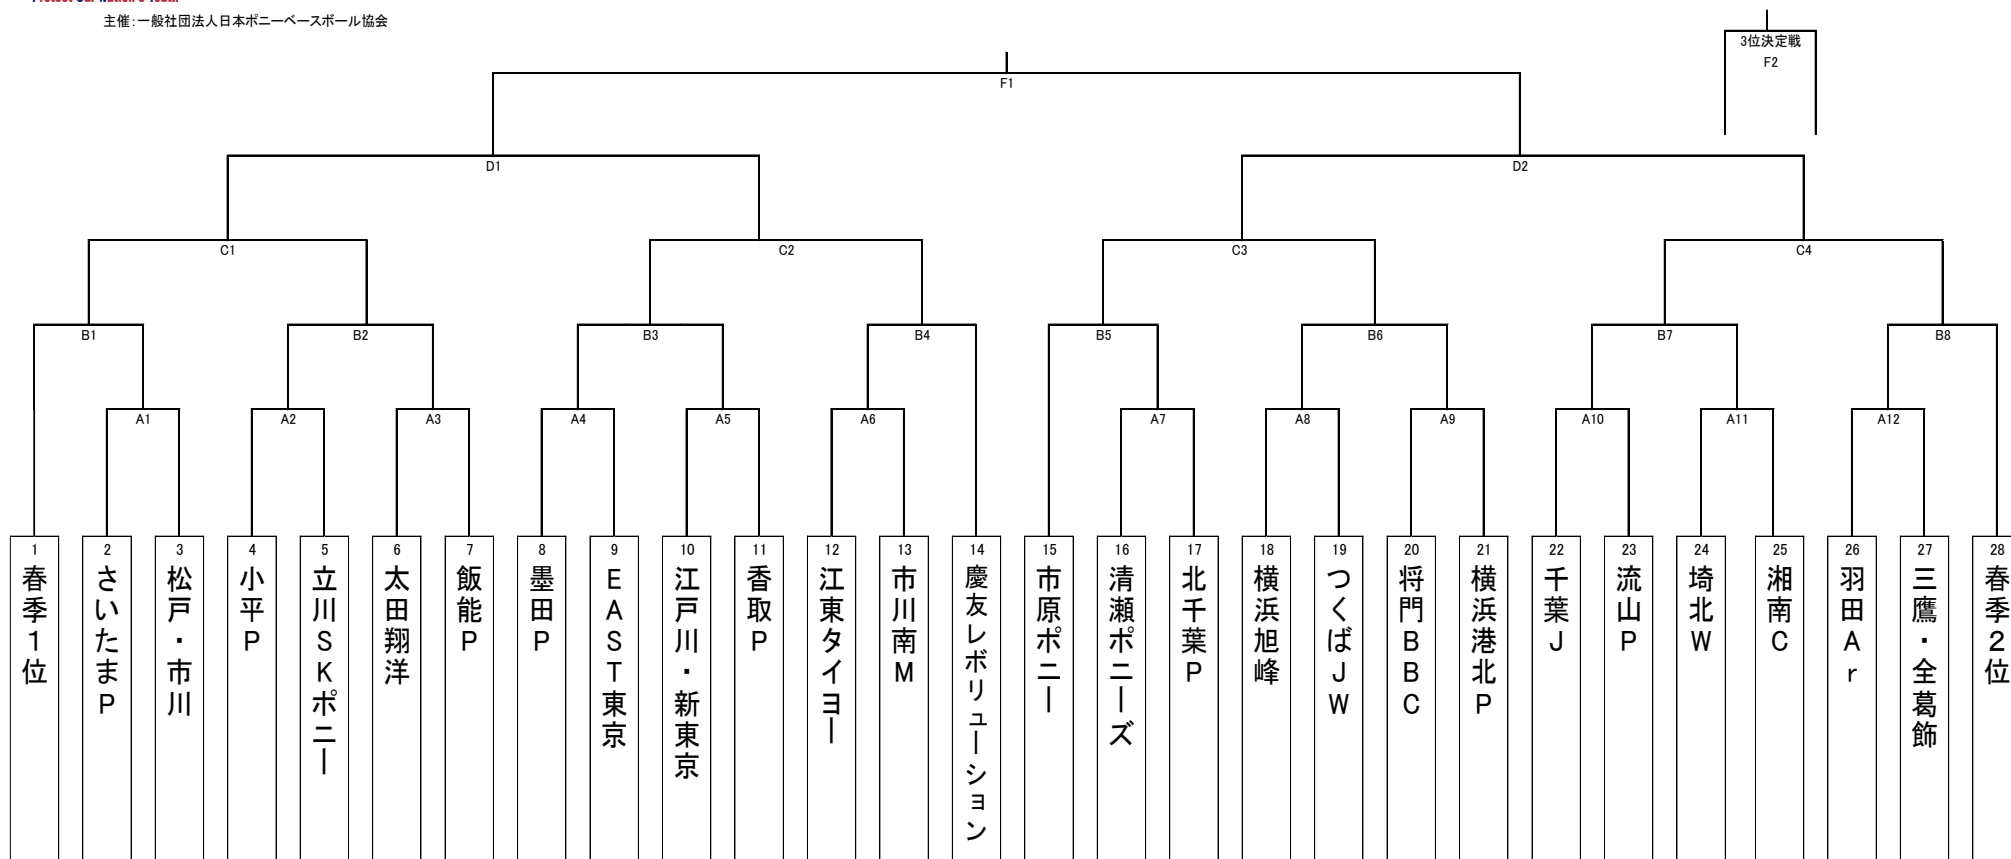 Protect Our Nation's Youth
主催：一般社団法人日本ポニーベースボール協会
3位決定戦
F2
F1
D1
D2
C1
C2
C3
C4
B1
B2
B3
B4
B5
B6
B7
B8
A1
A2
A3
A4
A5
A6
A7
A8
A9
A10
A11
A12
1
春季1位
2
さいたまP
3
松戸・市川
4
小平P
5
立川SKポニー
6
太田翔洋
7
飯能P
8
墨田P
9
EAST東京
10
江戸川・新東京
11
香取P
12
江東タイヨー
13
市川南M
14
慶友レボリューション
15
市原ポニー
16
清瀬ポニーズ
17
北千葉P
18
横浜旭峰
19
つくばJW
20
将門BBC
21
横浜港北P
22
千葉J
23
流山P
24
埼北W
25
湘南C
26
羽田Ar
27
三鷹・全葛飾
28
春季2位